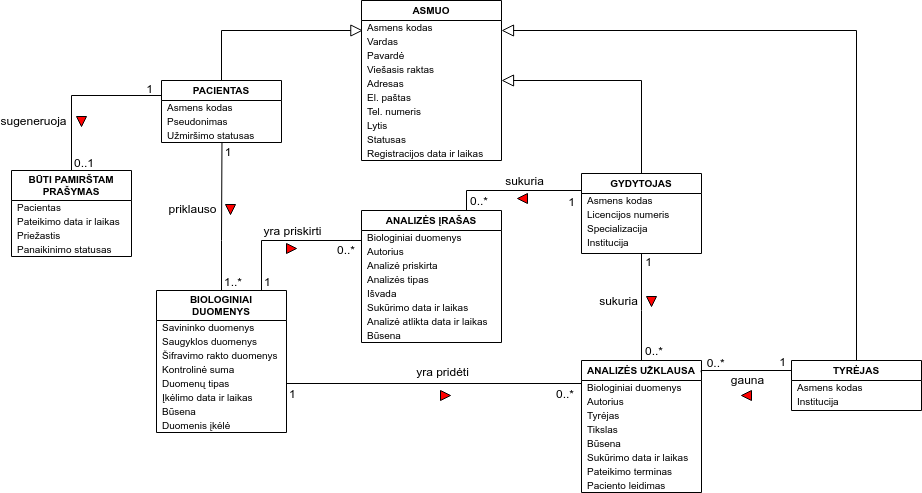 ASMUO
Asmens kodas
Vardas
Pavardė
Viešasis raktas
Adresas
El. paštas
Tel. numeris
Lytis
Statusas
Registracijos data ir laikas
PACIENTAS
Asmens kodas
Pseudonimas
Užmiršimo statusas
1
sugeneruoja
0..1
BŪTI PAMIRŠTAM
PRAŠYMAS
Pacientas
Pateikimo data ir laikas
Priežastis
Panaikinimo statusas
1
priklauso
1..*
GYDYTOJAS
Asmens kodas
Licencijos numeris
Specializacija
Institucija
sukuria
0..*
1
ANALIZĖS ĮRAŠAS
Biologiniai duomenys
Autorius
Analizė priskirta
Analizės tipas
Išvada
Sukūrimo data ir laikas
Analizė atlikta data ir laikas
Būsena
yra priskirti
0..*
1
BIOLOGINIAI
DUOMENYS
Savininko duomenys
Saugyklos duomenys
Šifravimo rakto duomenys
Kontrolinė suma
Duomenų tipas
Įkėlimo data ir laikas
Būsena
Duomenis įkėlė
1
sukuria
0..*
yra pridėti
1
0..*
ANALIZĖS UŽKLAUSA
Biologiniai duomenys
Autorius
Tyrėjas
Tikslas
Būsena
Sukūrimo data ir laikas
Pateikimo terminas
Paciento leidimas
0..*
1
gauna
TYRĖJAS
Asmens kodas
Institucija